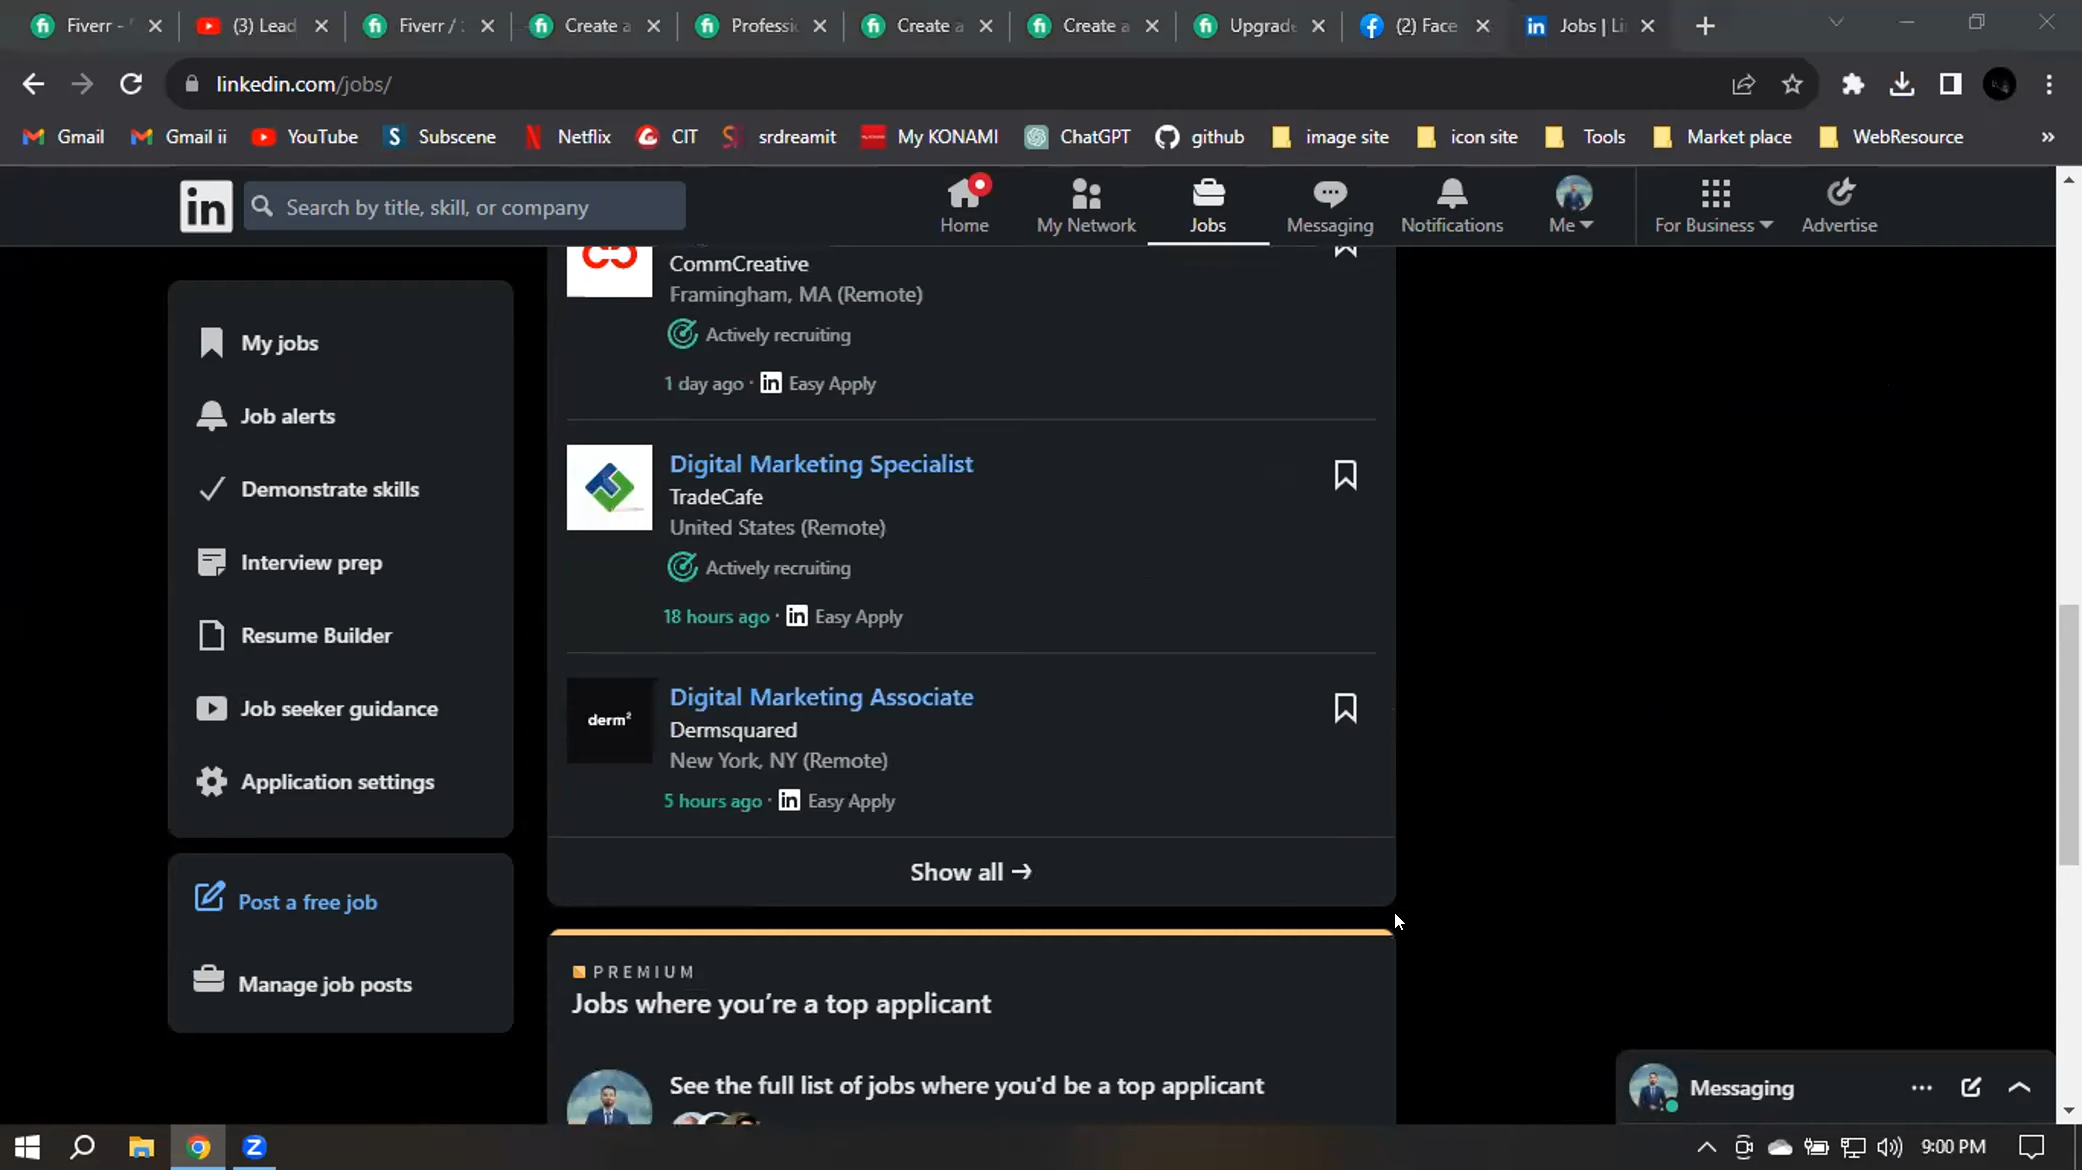 Fiverr -
(3) Lead
Fiverr /
Create a
Professi
Create a
Create a
Upgrade
(2) Face
Jobs | Li
linkedin.com/jobs/
Gmail
Gmail ii
YouTube
Subscene
Netflix
CIT
srdreamit
My KONAMI
ChatGPT
github
image site
icon site
Tools
Market place
WebResource
»
in
Search by title, skill, or company
Home
My Network
Jobs
Messaging
Notifications
Me
For Business
Advertise
My jobs
Job alerts
Demonstrate skills
Interview prep
Resume Builder
Job seeker guidance
Application settings
Post a free job
Manage job posts
CommCreative
Framingham, MA (Remote)
Actively recruiting
1 day ago · in Easy Apply
Digital Marketing Specialist
TradeCafe
United States (Remote)
Actively recruiting
18 hours ago · in Easy Apply
derm²
Digital Marketing Associate
Dermsquared
New York, NY (Remote)
5 hours ago · in Easy Apply
Show all →
PREMIUM
Jobs where you're a top applicant
See the full list of jobs where you'd be a top applicant
Messaging
9:00 PM